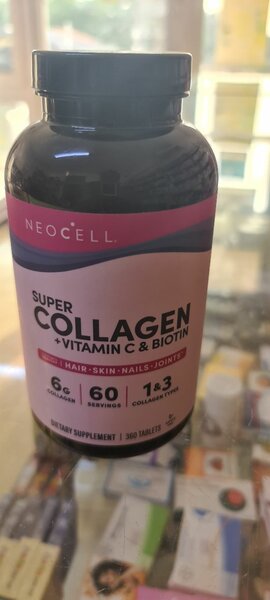 NEOCELL
SUPER
COLLAGEN
+VITAMIN C & BIOTIN
HAIR • SKIN • NAILS • JOINTS
6G 60 1&3
COLLAGEN SERVINGS COLLAGEN TYPES
DIETARY SUPPLEMENT | 360 TABLETS